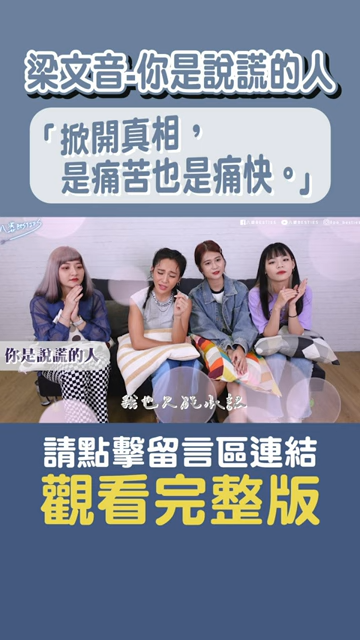 梁文音-你是說謊的人
「掀開真相，
是痛苦也是痛快。」
你是說謊的人
請點擊留言區連結
觀看完整版